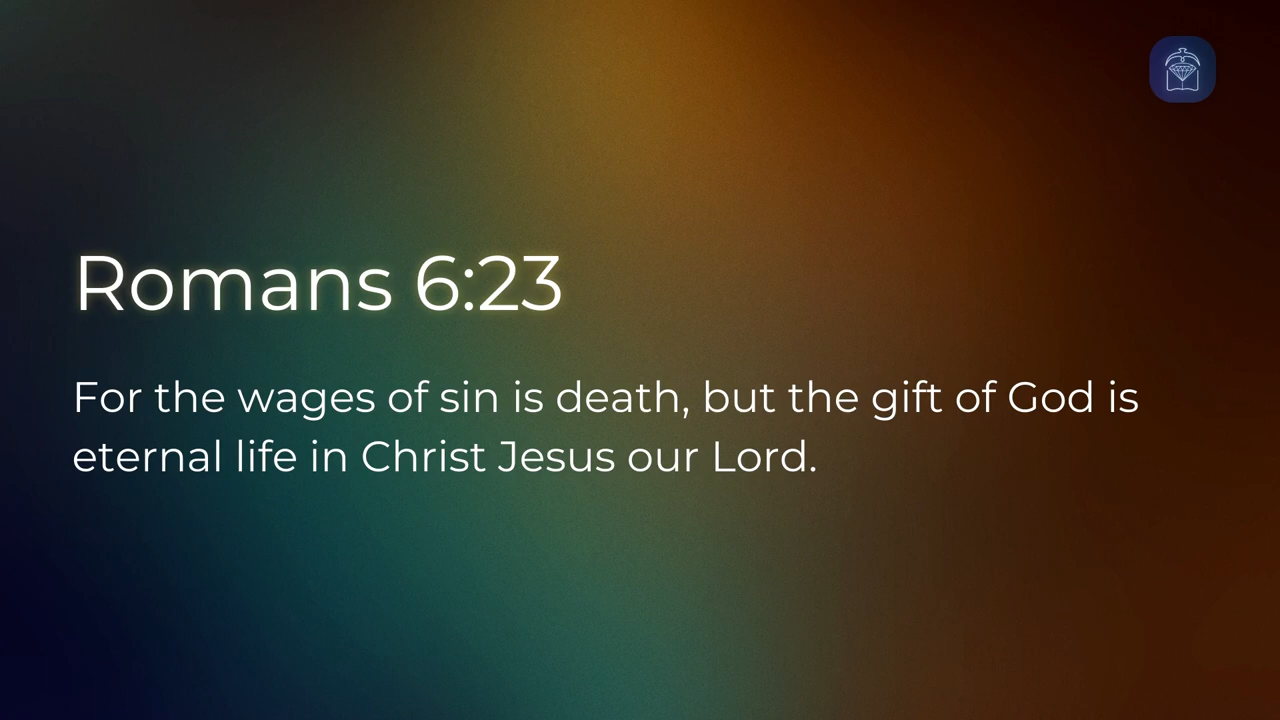 Romans 6:23
For the wages of sin is death, but the gift of God is
eternal life in Christ Jesus our Lord.